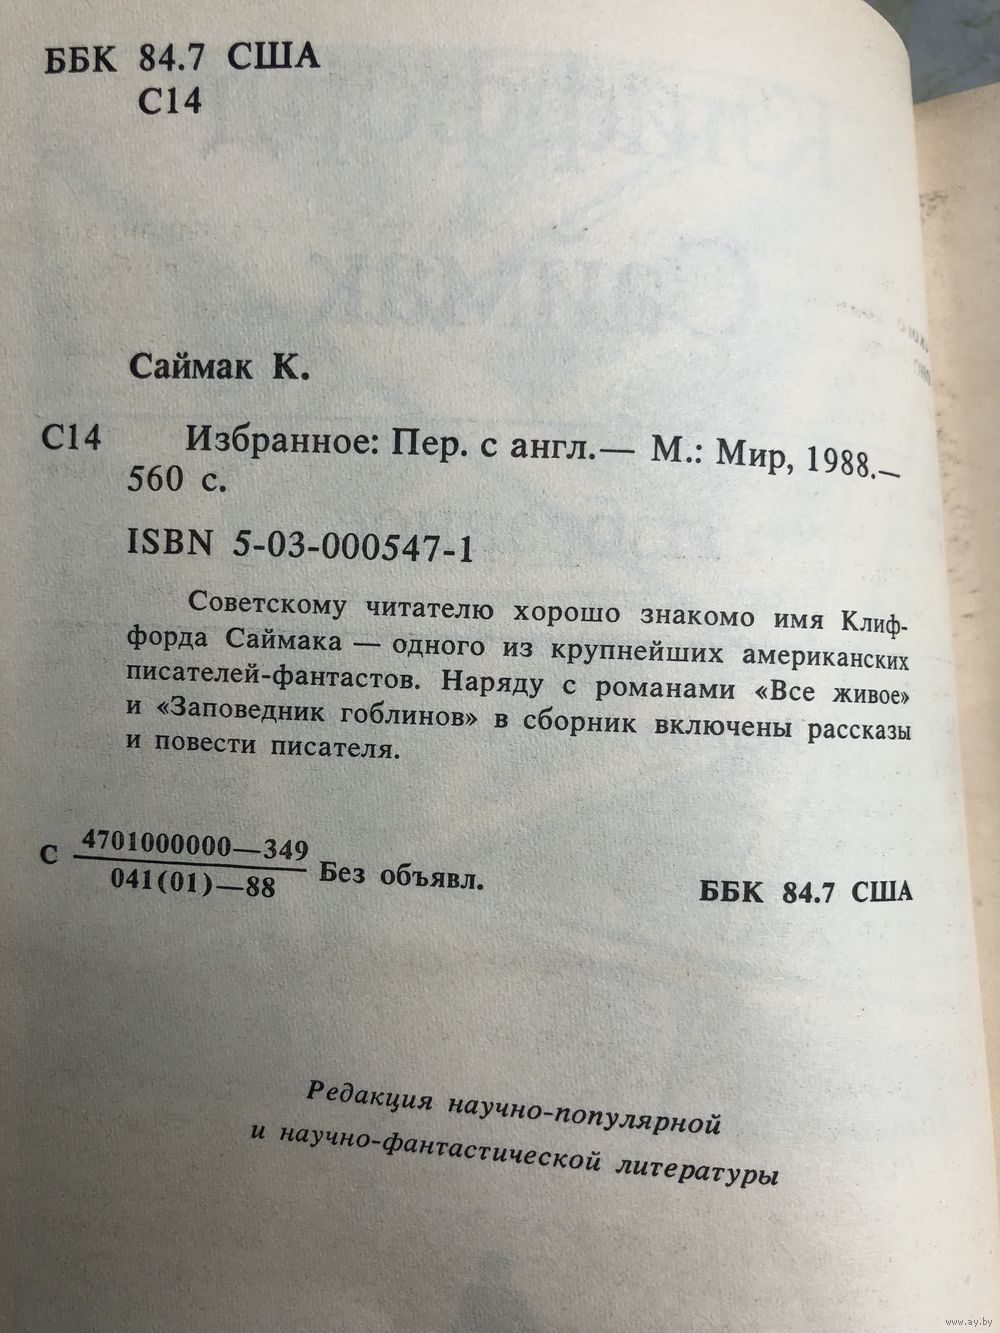 ББК 84.7 США
С14
Саймак К.
С14 Избранное: Пер. с англ.— М.: Мир, 1988.—
560 с.
ISBN 5-03-000547-1
Советскому читателю хорошо знакомо имя Клиф-
форда Саймака — одного из крупнейших американских
писателей-фантастов. Наряду с романами «Все живое»
и «Заповедник гоблинов» в сборник включены рассказы
и повести писателя.
4701000000—349
С Без объявл.
041(01)—88
ББК 84.7 США
Редакция научно-популярной
и научно-фантастической литературы
www.ay.by